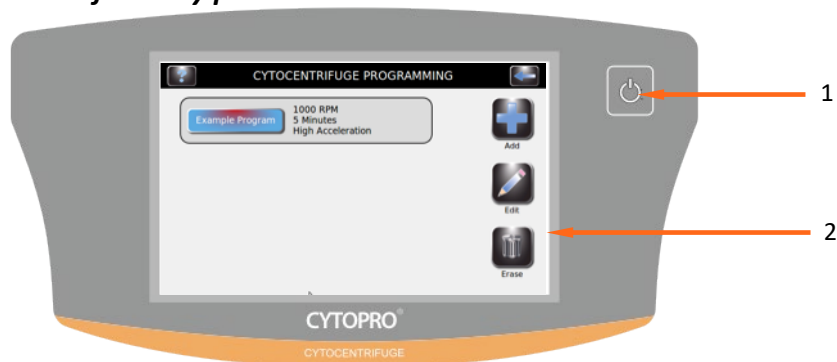 ?
CYTOCENTRIFUGE PROGRAMMING
Example Program
1000 RPM
5 Minutes
High Acceleration
Add
Edit
Erase
1
2
CYTOPRO®
CYTOCENTRIFUGE